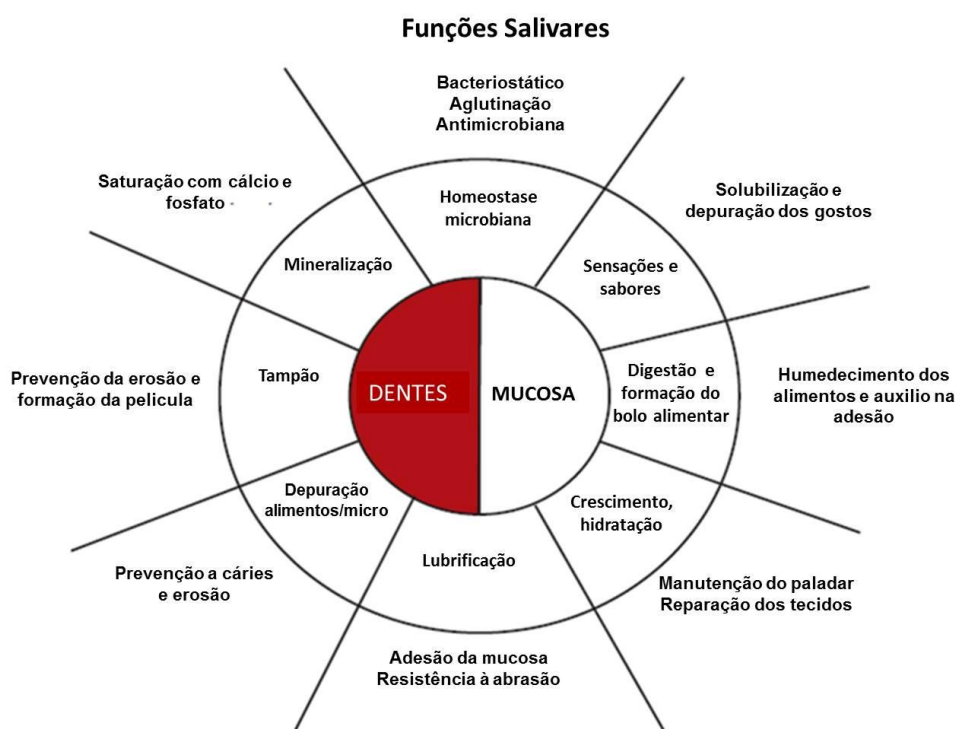 Funções Salivares
Bacteriostático
Aglutinação
Antimicrobiana
Saturação com cálcio e
fosfato
Homeostase
microbiana
Solubilização e
depuração dos gostos
Mineralização
Sensações e
sabores
Prevenção da erosão e
formação da pelicula
Tampão
DENTES
MUCOSA
Digestão e
formação do
bolo alimentar
Humedecimento dos
alimentos e auxilio na
adesão
Depuração
alimentos/micro
Crescimento,
hidratação
Lubrificação
Prevenção a cáries
e erosão
Manutenção do paladar
Reparação dos tecidos
Adesão da mucosa
Resistência à abrasão